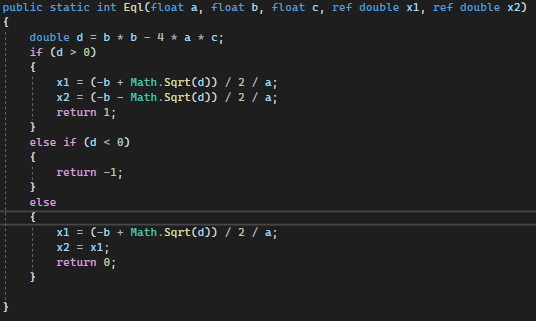 public static int Eql(float a, float b, float c, ref double x1, ref double x2)
{
double d = b * b - 4 * a * c;
if (d > 0)
{
x1 = (-b + Math.Sqrt(d)) / 2 / a;
x2 = (-b - Math.Sqrt(d)) / 2 / a;
return 1;
}
else if (d < 0)
{
return -1;
}
else
{
x1 = (-b + Math.Sqrt(d)) / 2 / a;
x2 = x1;
return 0;
}
}